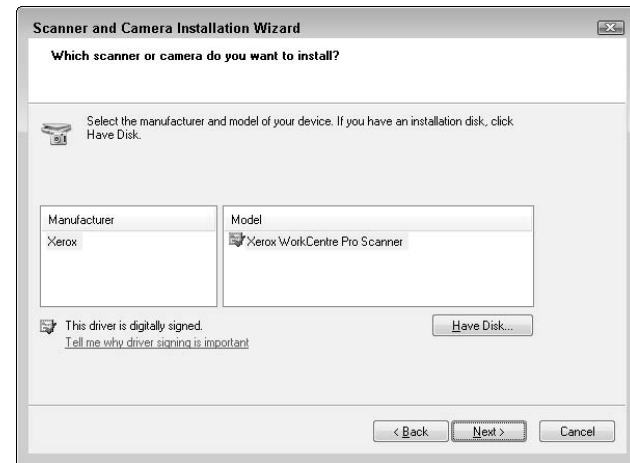 Scanner and Camera Installation Wizard
Which scanner or camera do you want to install?
Select the manufacturer and model of your device. If you have an installation disk, click
Have Disk.
Manufacturer
Model
Xerox
Xerox WorkCentre Pro Scanner
This driver is digitally signed.
Have Disk...
Tell me why driver signing is important
< Back
Next >
Cancel